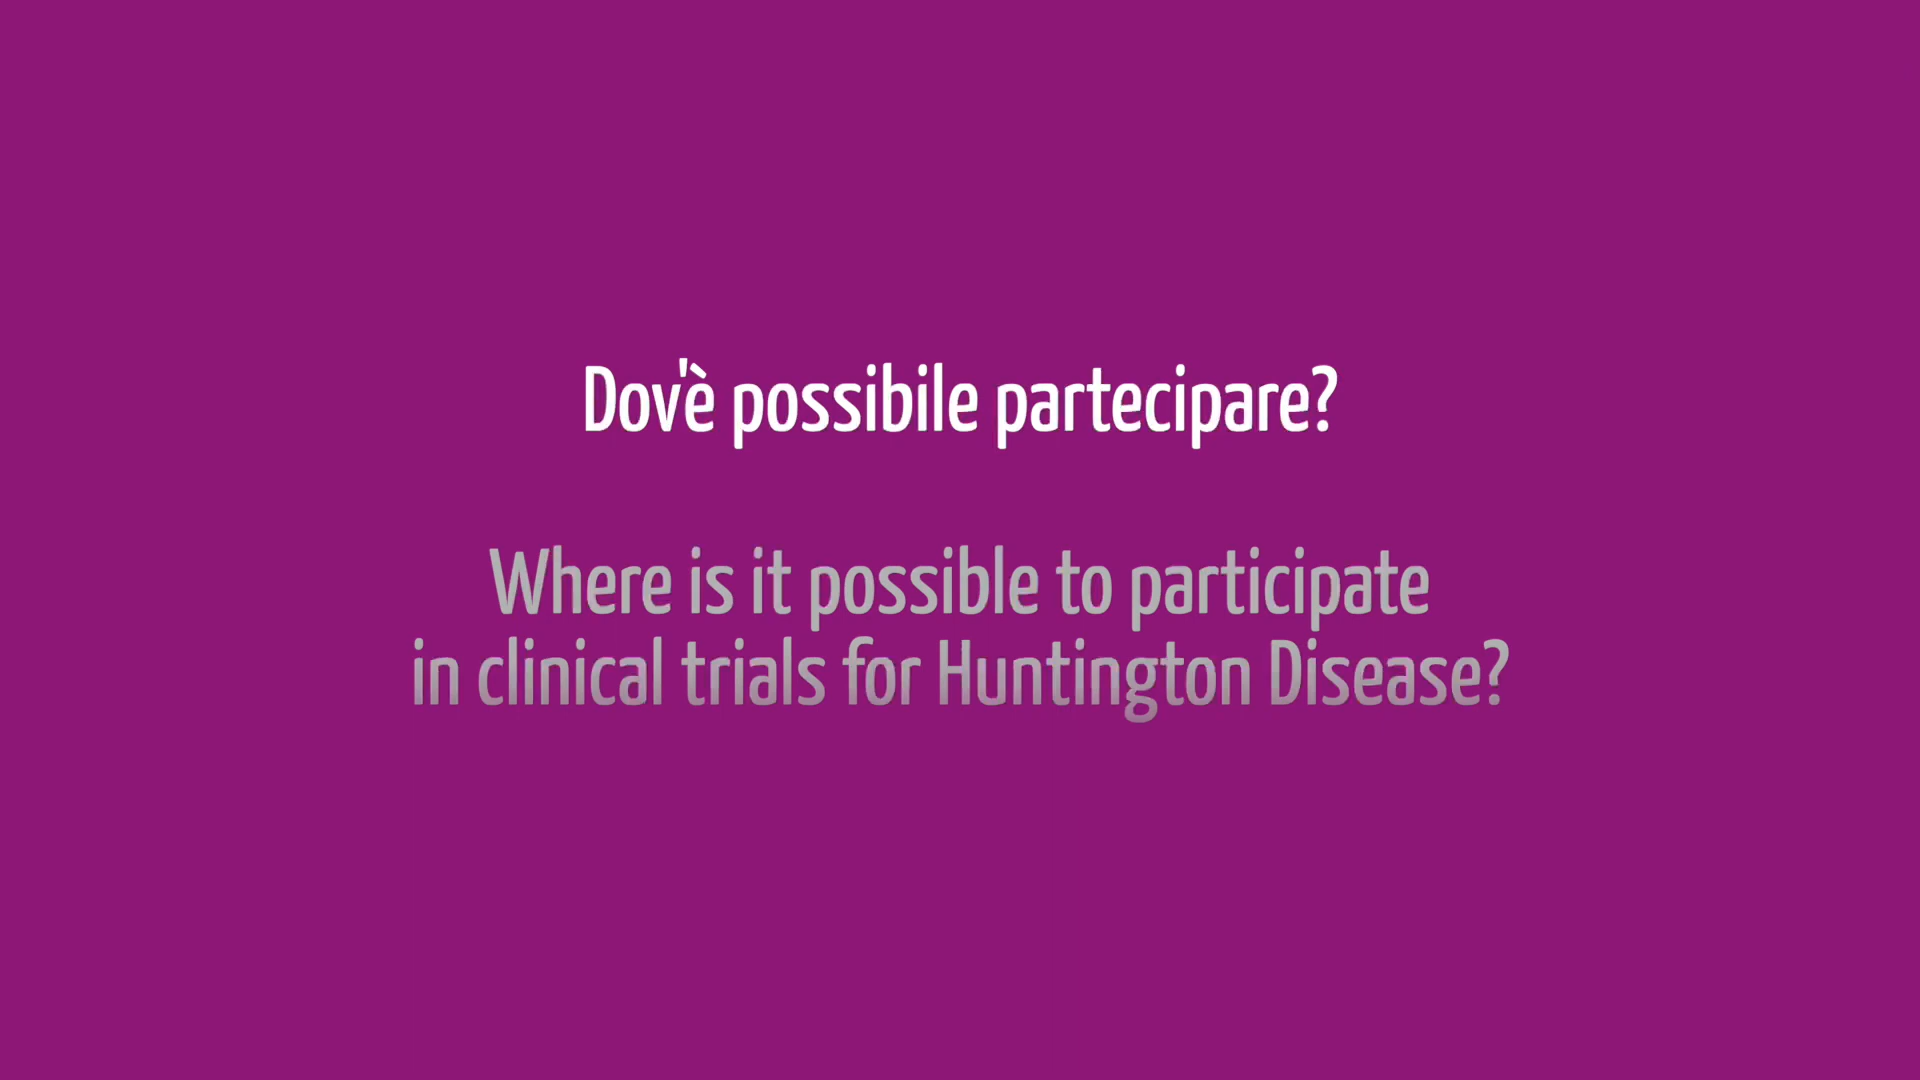 Dov'è possibile partecipare?
Where is it possible to participate
in clinical trials for Huntington Disease?